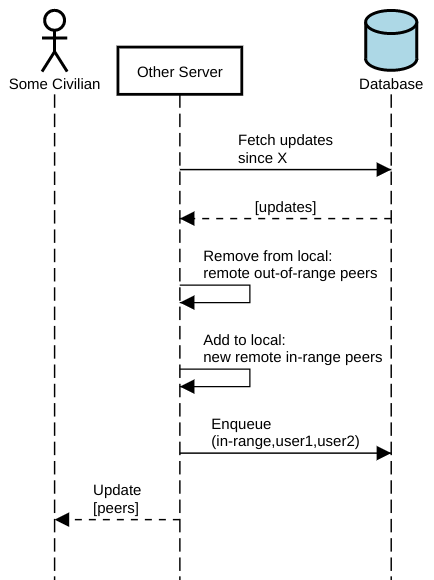 Some Civilian
Other Server
Database
Fetch updates
since X
[updates]
Remove from local:
remote out-of-range peers
Add to local:
new remote in-range peers
Enqueue
(in-range,user1,user2)
Update
[peers]